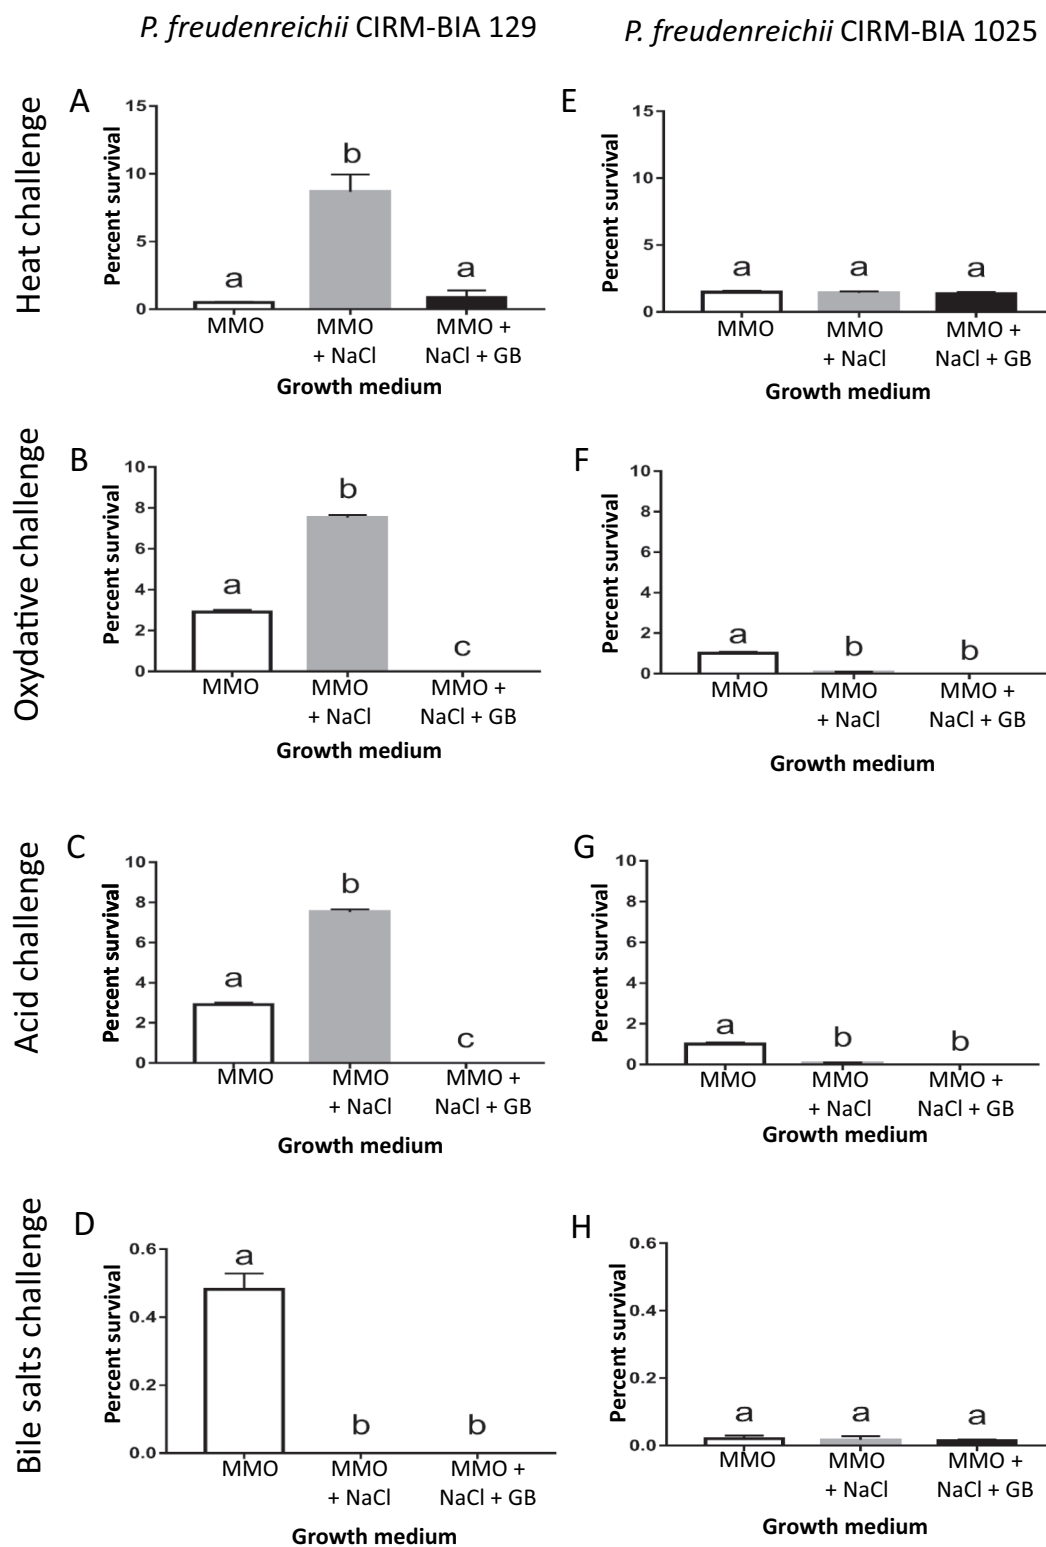 P. freudenreichii CIRM-BIA 129
P. freudenreichii CIRM-BIA 1025
Heat challenge
A
Percent survival
15
10
5
0
a
b
a
MMO
MMO
+ NaCl
MMO +
NaCl + GB
Growth medium
E
Percent survival
15
10
5
0
a
a
a
MMO
MMO
+ NaCl
MMO +
NaCl + GB
Growth medium
Oxydative challenge
B
Percent survival
10
8
6
4
2
0
a
b
c
MMO
MMO
+ NaCl
MMO +
NaCl + GB
Growth medium
F
Percent survival
10
8
6
4
2
0
a
b
b
MMO
MMO
+ NaCl
MMO +
NaCl + GB
Growth medium
Acid challenge
C
Percent survival
10
8
6
4
2
0
a
b
c
MMO
MMO
+ NaCl
MMO +
NaCl + GB
Growth medium
G
Percent survival
10
8
6
4
2
0
a
b
b
MMO
MMO
+ NaCl
MMO +
NaCl + GB
Growth medium
Bile salts challenge
D
Percent survival
0.6
0.4
0.2
0.0
a
b
b
MMO
MMO
+ NaCl
MMO +
NaCl + GB
Growth medium
H
Percent survival
0.6
0.4
0.2
0.0
a
a
a
MMO
MMO
+ NaCl
MMO +
NaCl + GB
Growth medium